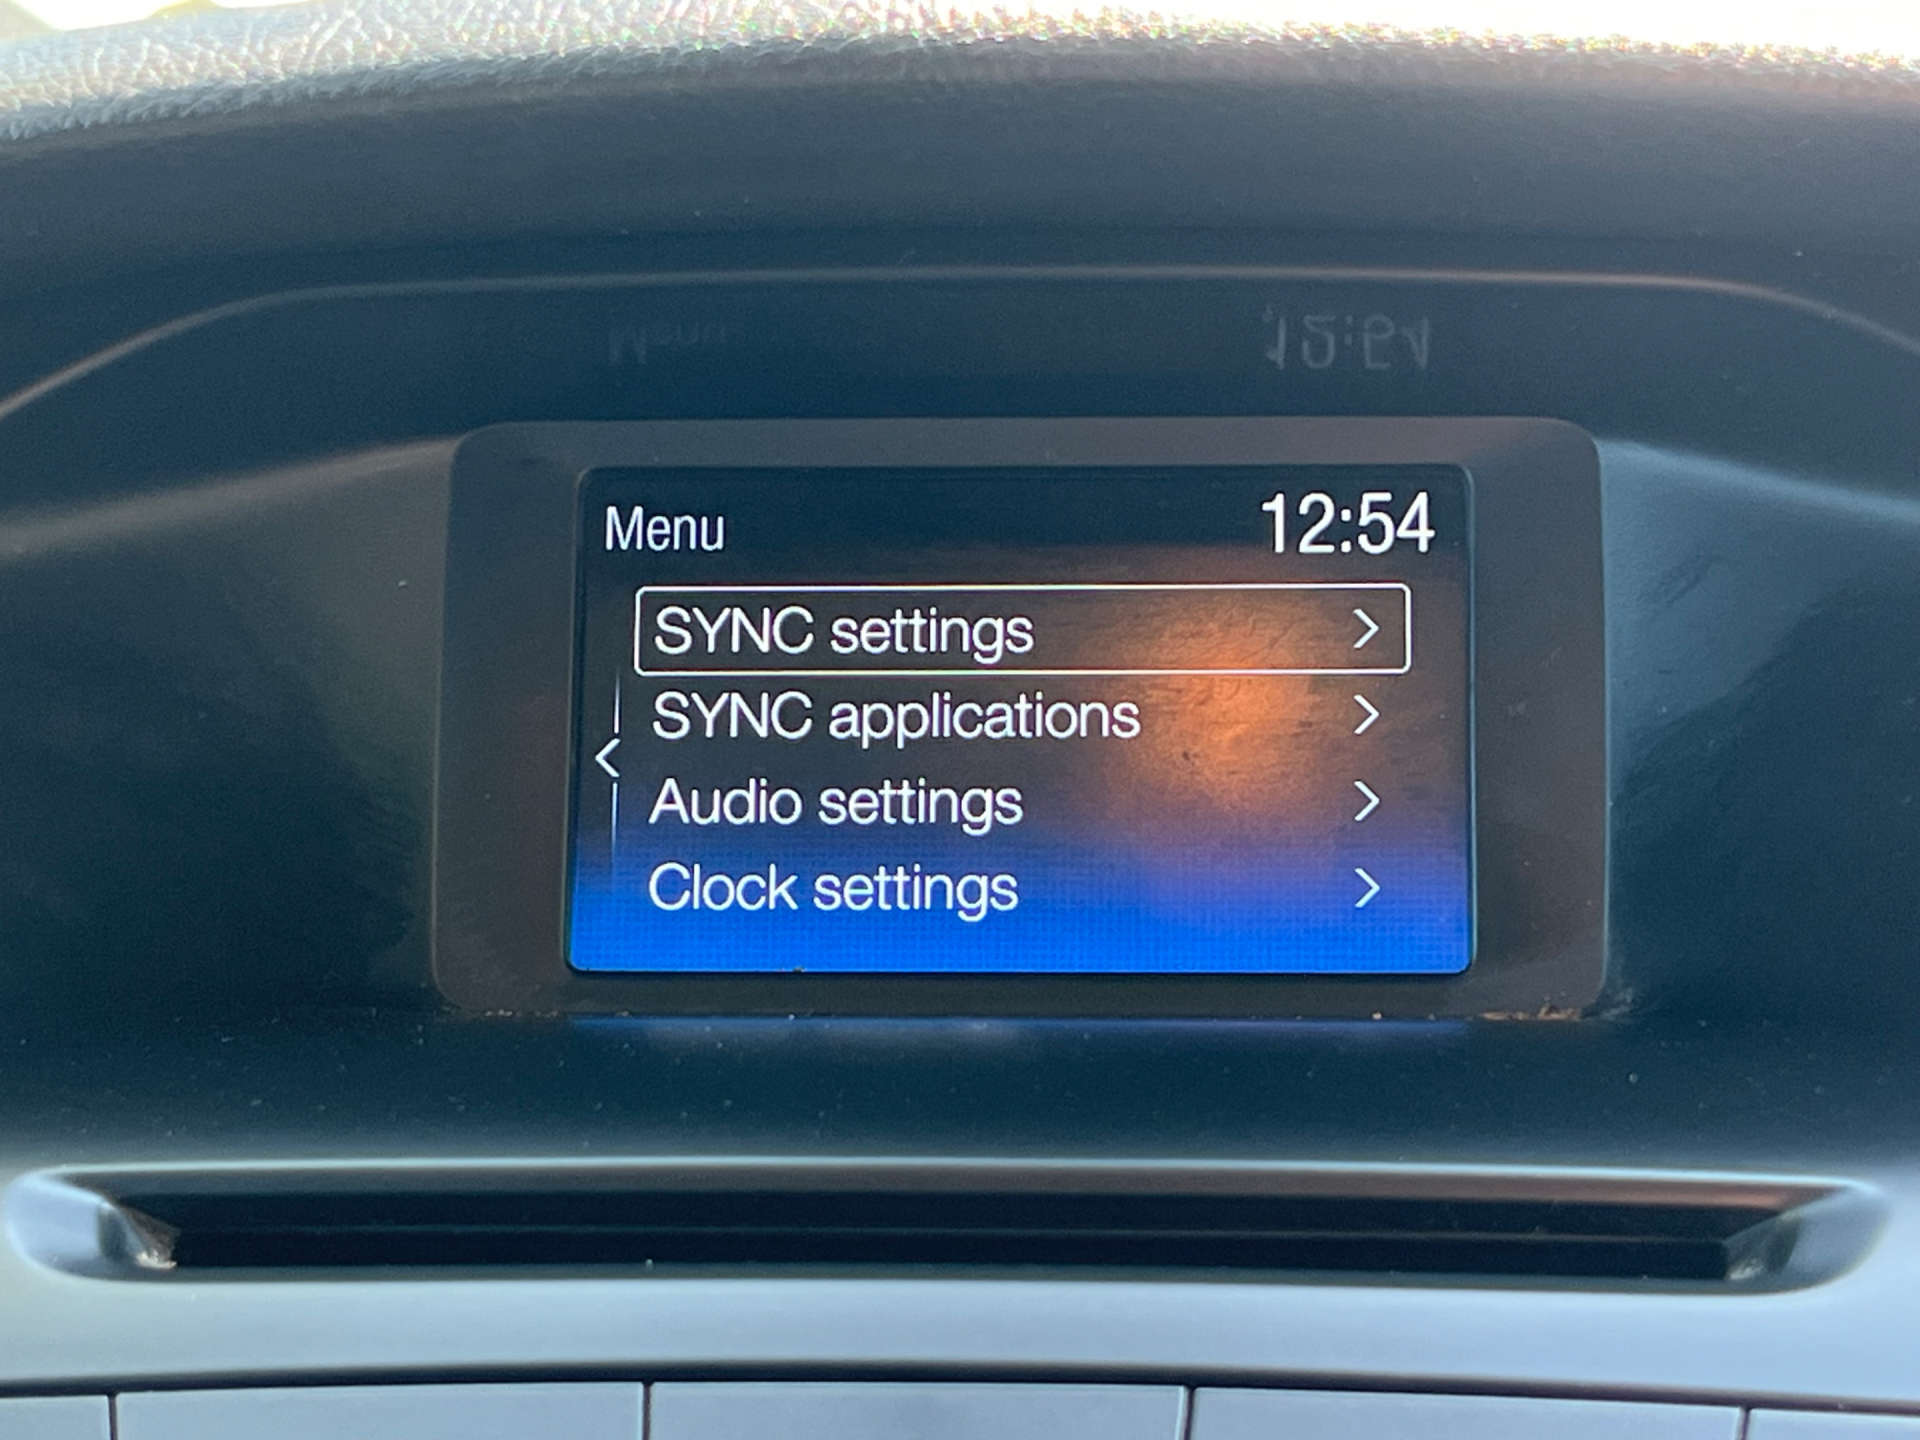 Menu 12:54
SYNC settings
SYNC applications
Audio settings
Clock settings